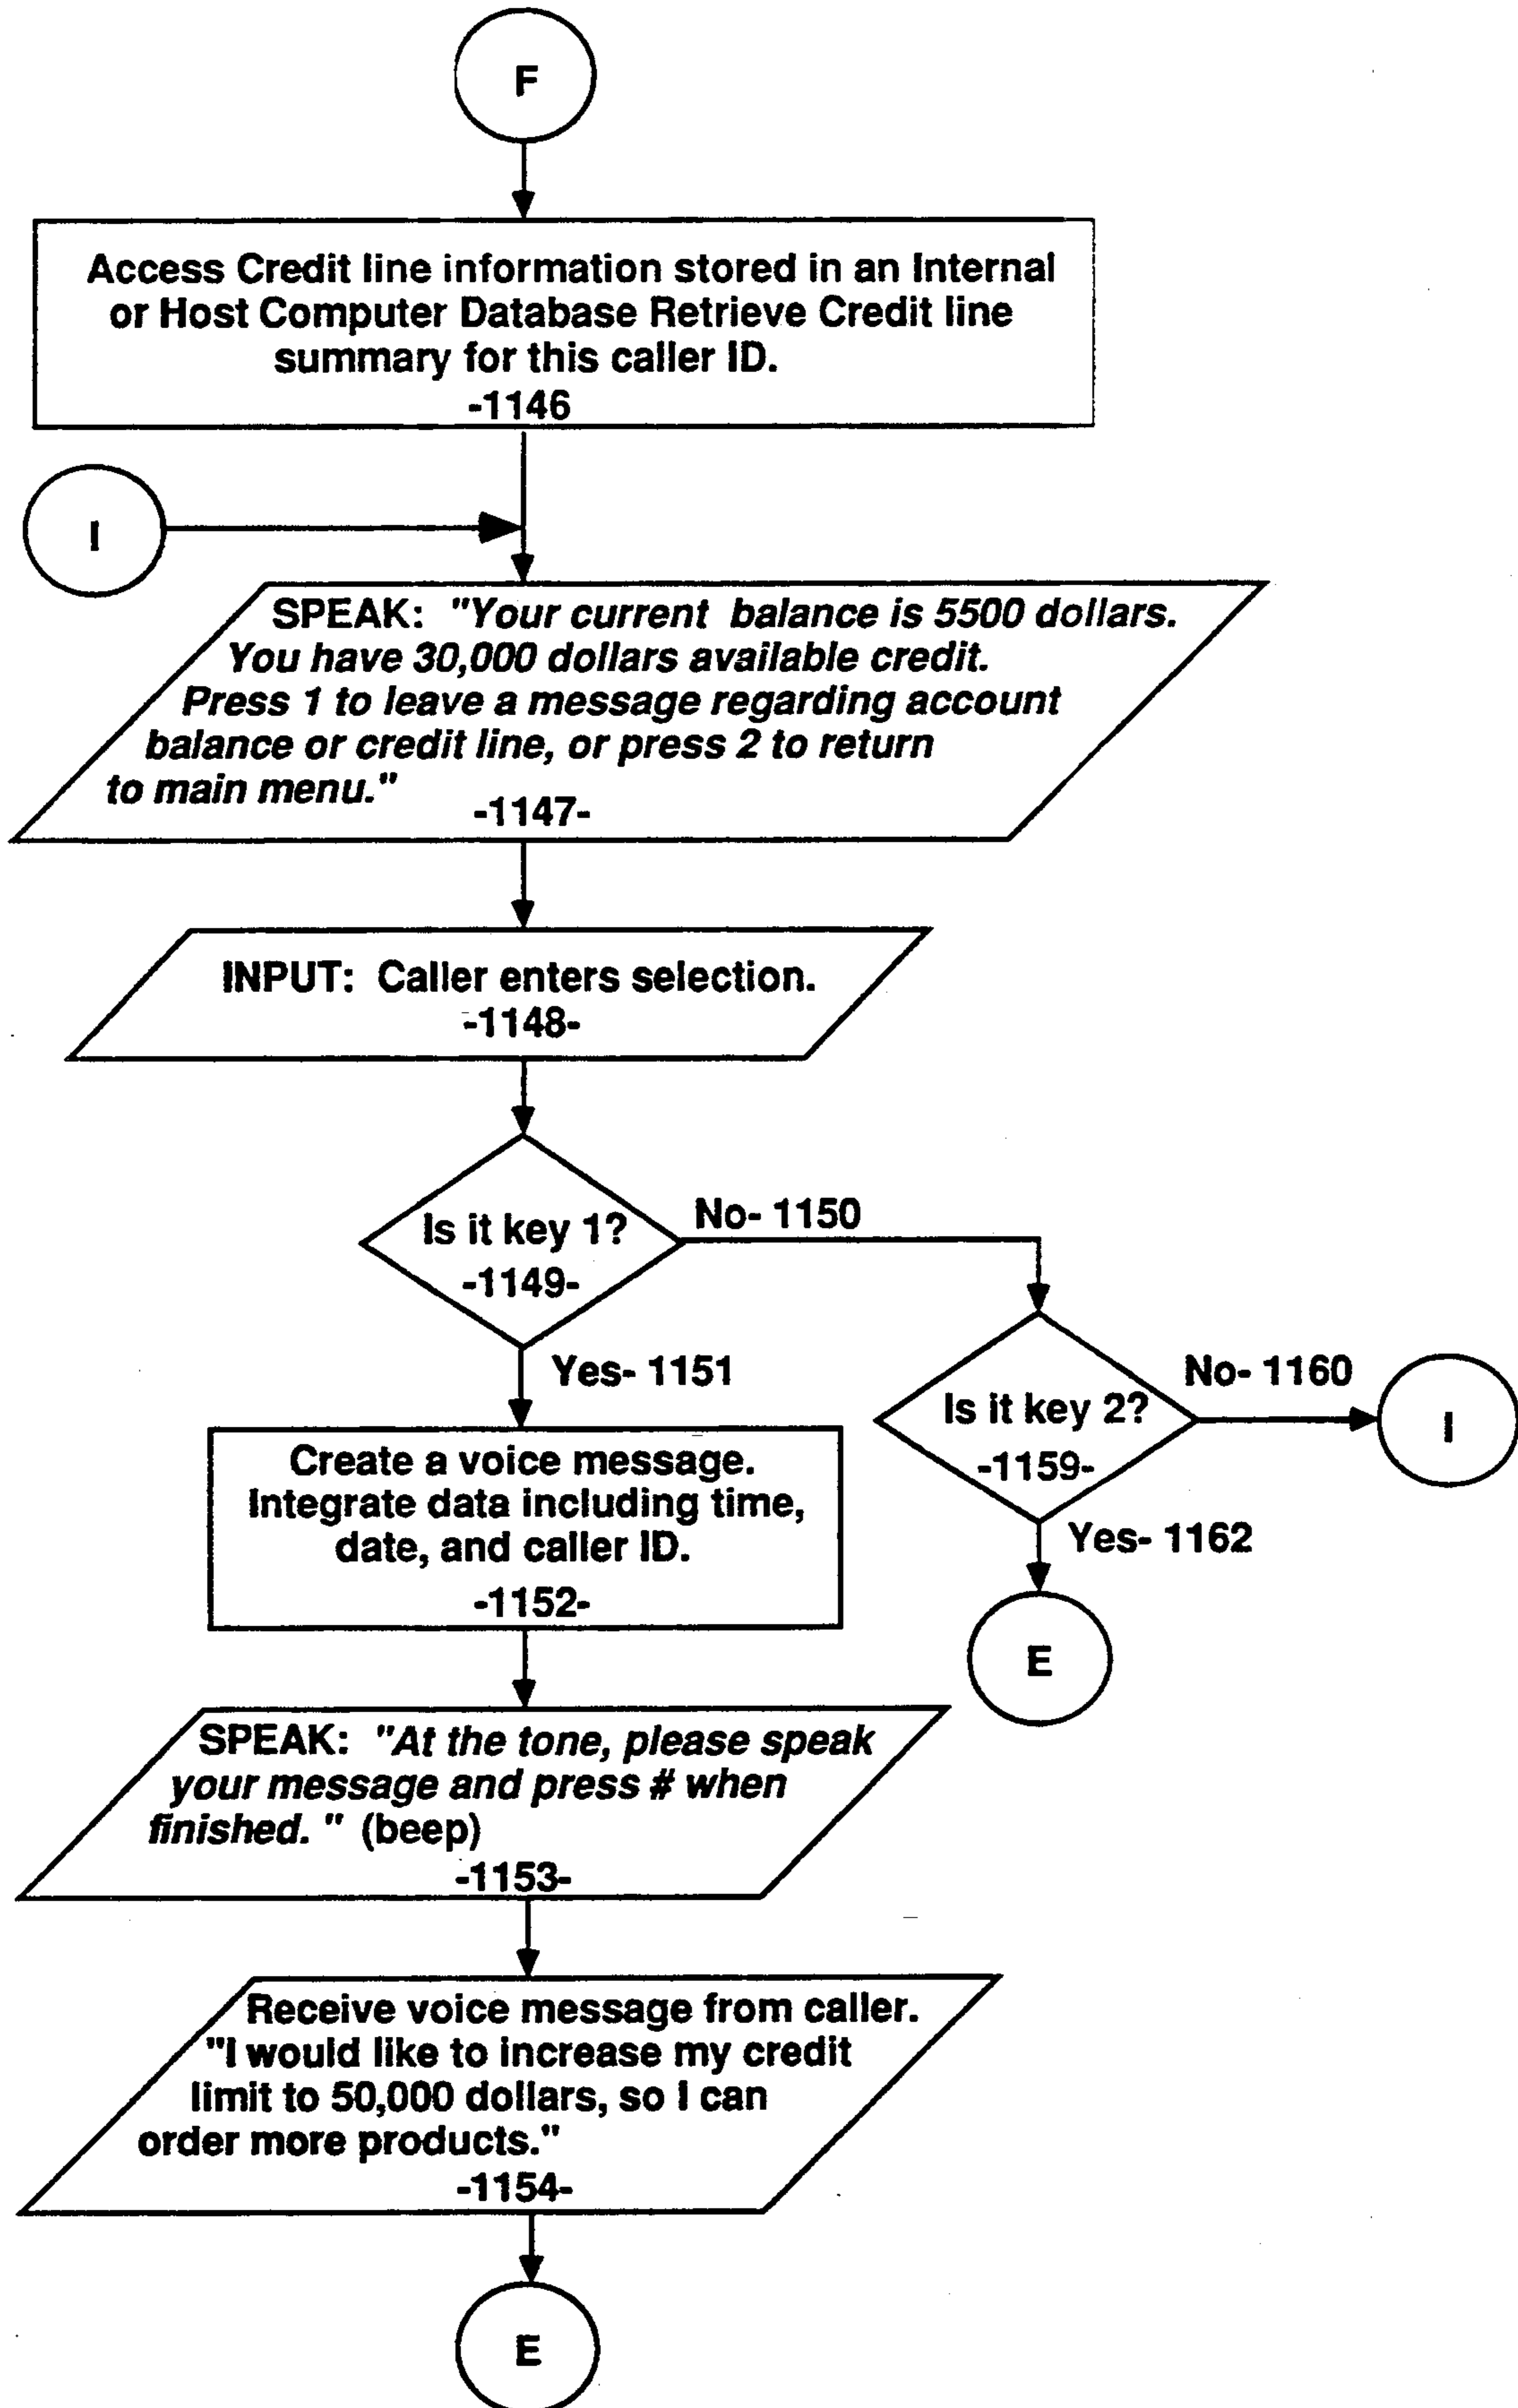 F
Access Credit line information stored in an Internal
or Host Computer Database Retrieve Credit line
summary for this caller ID.
-1146
I
SPEAK: "Your current balance is 5500 dollars.
You have 30,000 dollars available credit.
Press 1 to leave a message regarding account
balance or credit line, or press 2 to return
to main menu."
-1147-
INPUT: Caller enters selection.
-1148-
Is it key 1?
-1149-
No- 1150
Yes- 1151
Is it key 2?
-1159-
No- 1160
I
Yes- 1162
E
Create a voice message.
Integrate data including time,
date, and caller ID.
-1152-
SPEAK: "At the tone, please speak
your message and press # when
finished. " (beep)
-1153-
Receive voice message from caller.
"I would like to increase my credit
limit to 50,000 dollars, so I can
order more products."
-1154-
E